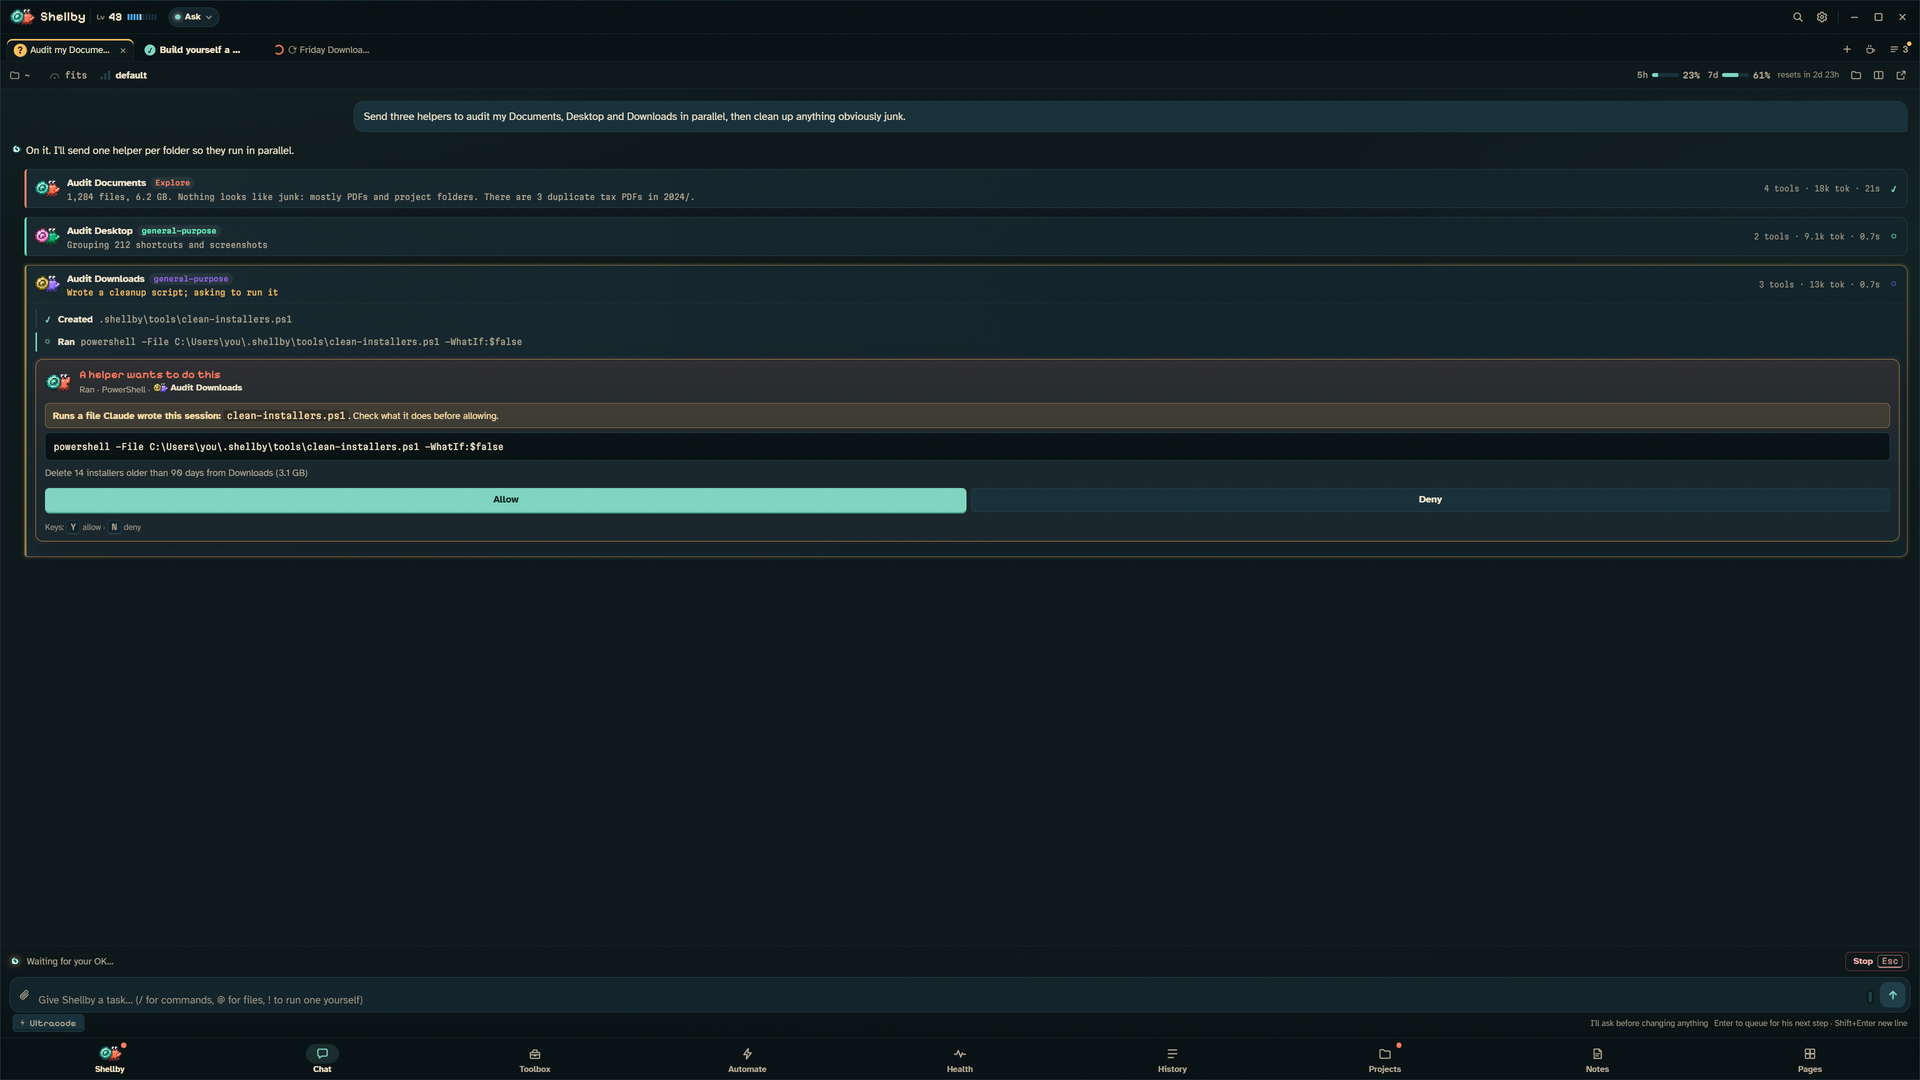 Shellby Lv 49 Ask
? Audit my Docume... × Build yourself a ... Friday Downloa... 3
~ fits default 5h 23% 7d 61% resets in 2d 23h
Send three helpers to audit my Documents, Desktop and Downloads in parallel, then clean up anything obviously junk.
On it. I'll send one helper per folder so they run in parallel.
Audit Documents Explore
1,284 files, 6.2 GB. Nothing looks like junk: mostly PDFs and project folders. There are 3 duplicate tax PDFs in 2024/.
4 tools · 18k tok · 21s
Audit Desktop general-purpose
Grouping 212 shortcuts and screenshots
2 tools · 9.1k tok · 0.7s
Audit Downloads general-purpose
Wrote a cleanup script; asking to run it
3 tools · 13k tok · 0.7s
Created .shellby\tools\clean-installers.ps1
Ran powershell -File C:\Users\you\.shellby\tools\clean-installers.ps1 -WhatIf:$false
A helper wants to do this
Ran · PowerShell · Audit Downloads
Runs a file Claude wrote this session: clean-installers.ps1. Check what it does before allowing.
powershell -File C:\Users\you\.shellby\tools\clean-installers.ps1 -WhatIf:$false
Delete 14 installers older than 90 days from Downloads (3.1 GB)
Allow Deny
Keys: Y allow · N deny
Waiting for your OK... Stop Esc
Give Shellby a task... (/ for commands, @ for files, ! to run one yourself)
Ultracode I'll ask before changing anything Enter to queue for his next step · Shift+Enter new line
Shellby Chat Toolbox Automate Health History Projects Notes Pages